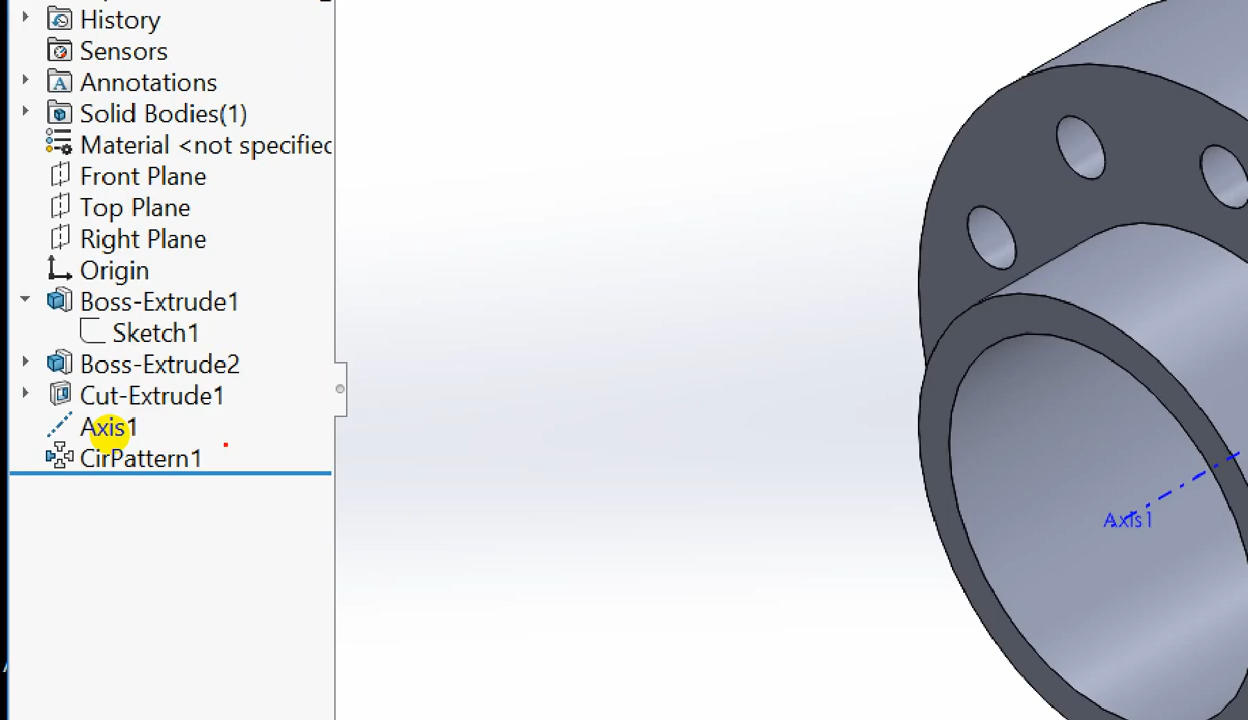 History
Sensors
Annotations
Solid Bodies(1)
Material <not specified
Front Plane
Top Plane
Right Plane
Origin
Boss-Extrude1
Sketch1
Boss-Extrude2
Cut-Extrude1
Axis1
CirPattern1
Axis1